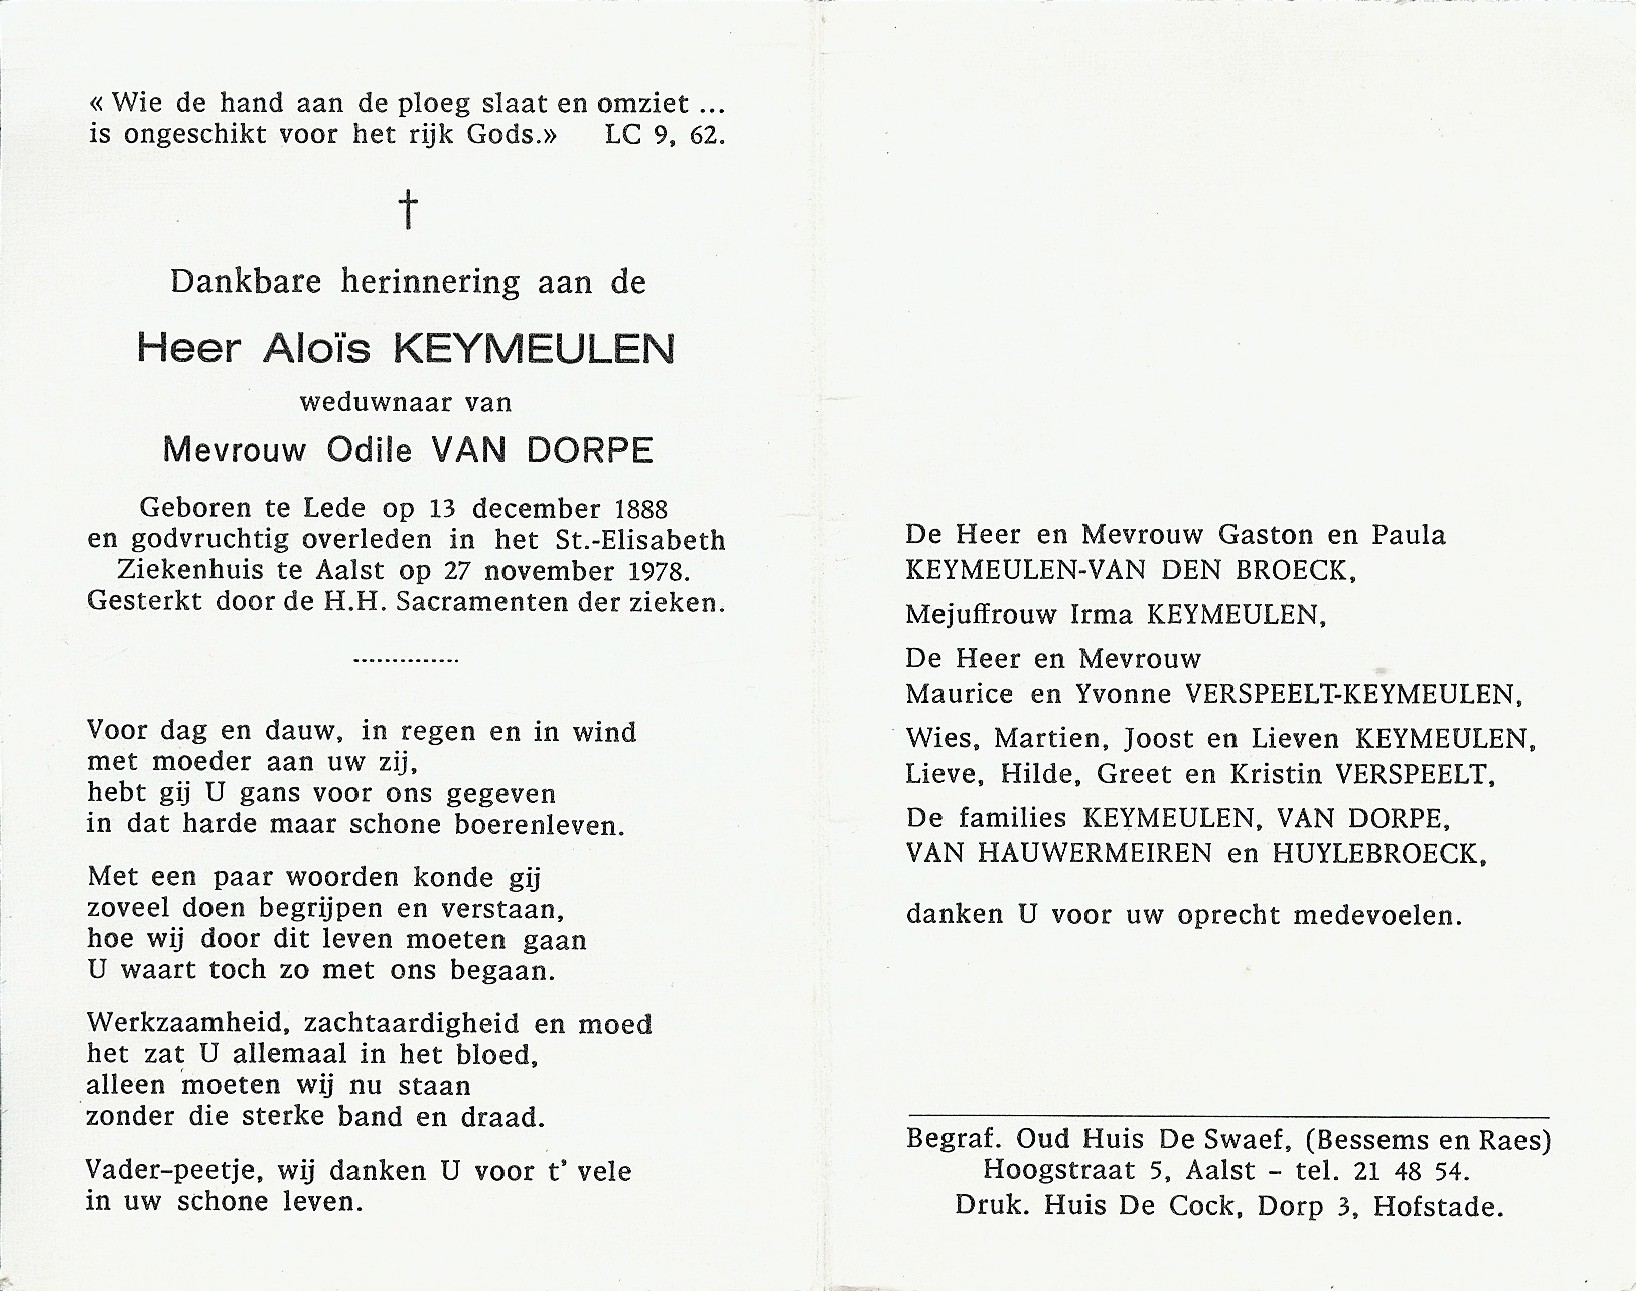 « Wie de hand aan de ploeg slaat en omziet ...
is ongeschikt voor het rijk Gods.» LC 9, 62.
†
Dankbare herinnering aan de
Heer Aloïs KEYMEULEN
weduwnaar van
Mevrouw Odile VAN DORPE
Geboren te Lede op 13 december 1888
en godvruchtig overleden in het St.-Elisabeth
Ziekenhuis te Aalst op 27 november 1978.
Gesterkt door de H.H. Sacramenten der zieken.
..............
Voor dag en dauw, in regen en in wind
met moeder aan uw zij,
hebt gij U gans voor ons gegeven
in dat harde maar schone boerenleven.
Met een paar woorden konde gij
zoveel doen begrijpen en verstaan,
hoe wij door dit leven moeten gaan
U waart toch zo met ons begaan.
Werkzaamheid, zachtaardigheid en moed
het zat U allemaal in het bloed,
alleen moeten wij nu staan
zonder die sterke band en draad.
Vader-peetje, wij danken U voor t' vele
in uw schone leven.
De Heer en Mevrouw Gaston en Paula
KEYMEULEN-VAN DEN BROECK,
Mejuffrouw Irma KEYMEULEN,
De Heer en Mevrouw
Maurice en Yvonne VERSPEELT-KEYMEULEN,
Wies, Martien, Joost en Lieven KEYMEULEN,
Lieve, Hilde, Greet en Kristin VERSPEELT,
De families KEYMEULEN, VAN DORPE,
VAN HAUWERMEIREN en HUYLEBROECK,
danken U voor uw oprecht medevoelen.
Begraf. Oud Huis De Swaef, (Bessems en Raes)
Hoogstraat 5, Aalst - tel. 21 48 54.
Druk. Huis De Cock, Dorp 3, Hofstade.